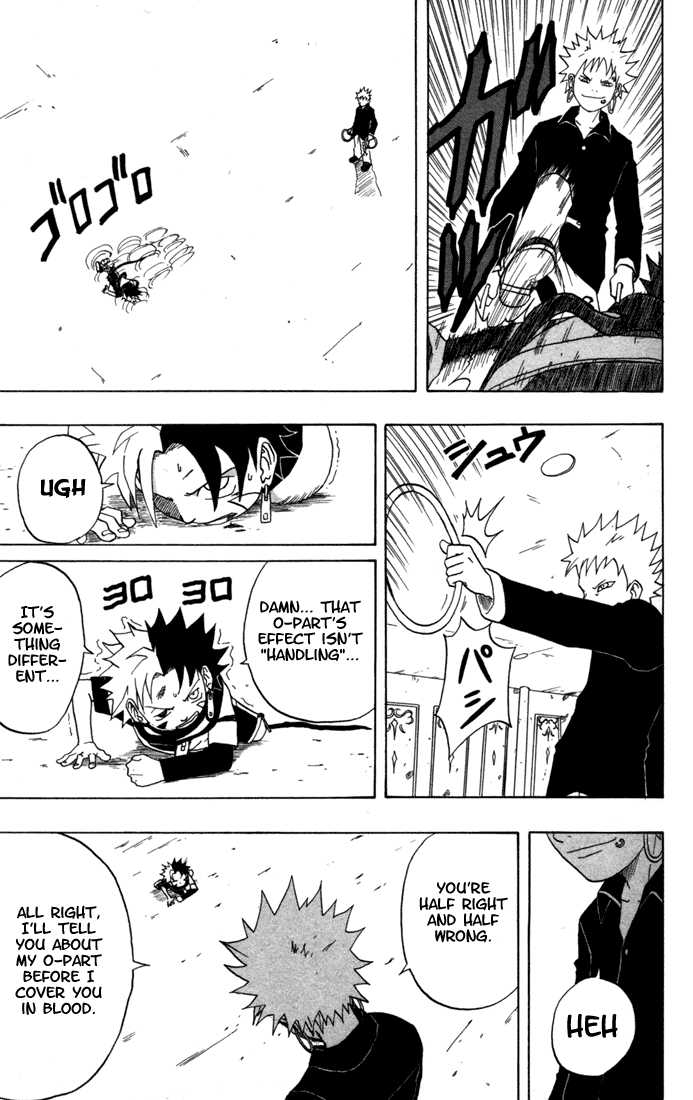 ガガッ
ゴロゴロ
シュウ
パシ
UGH
DAMN... THAT
O-PART'S
EFFECT ISN'T
"HANDLING"...
ヨロ ヨロ
IT'S
SOME-
THING
DIFFER-
ENT...
HEH
YOU'RE
HALF RIGHT
AND HALF
WRONG.
ALL RIGHT,
I'LL TELL
YOU ABOUT
MY O-PART
BEFORE I
COVER YOU
IN BLOOD.